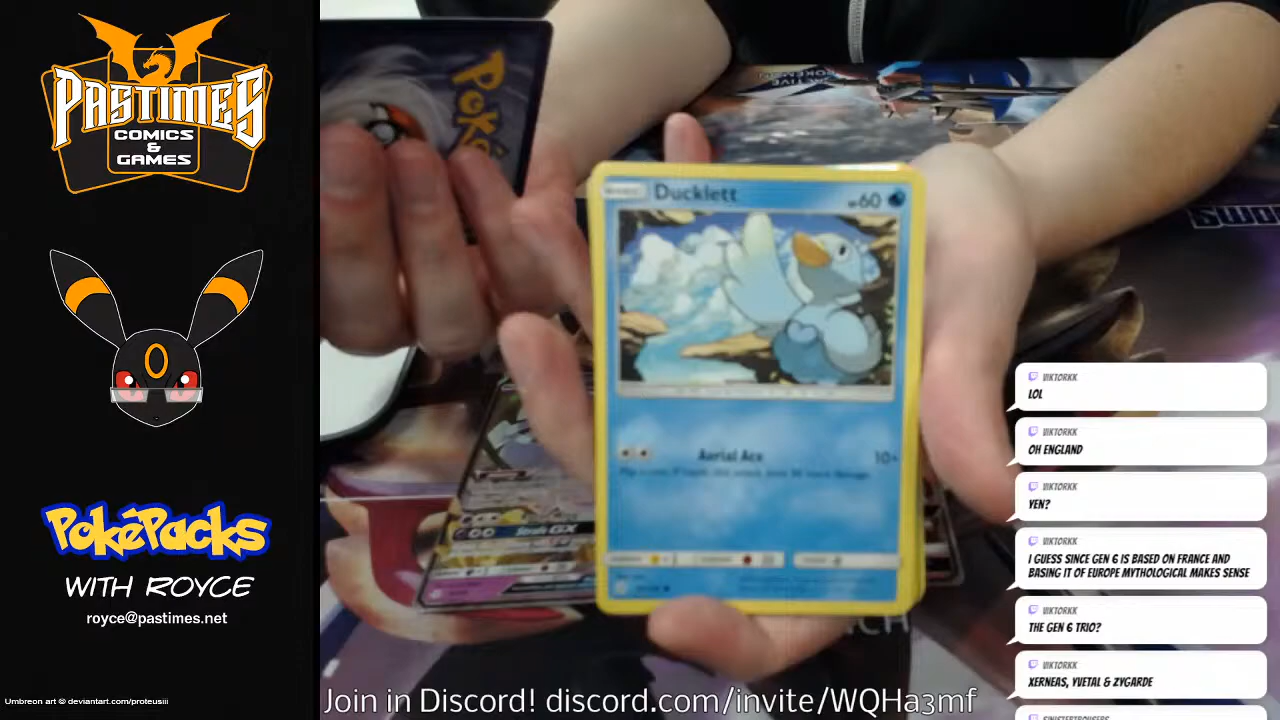 PASTIMES
COMICS
&
GAMES
PokéPacks
WITH ROYCE
royce@pastimes.net
Umbreon art © deviantart.com/proteusiii
Poké
Ducklett
60
Aerial Ace
10+
GX
VIKTORKK
LOL
VIKTORKK
OH ENGLAND
VIKTORKK
YEN?
VIKTORKK
I GUESS SINCE GEN 6 IS BASED ON FRANCE AND
BASING IT OF EUROPE MYTHOLOGICAL MAKES SENSE
VIKTORKK
THE GEN 6 TRIO?
VIKTORKK
XERNEAS, YVETAL & ZYGARDE
Join in Discord! discord.com/invite/WQHa3mf